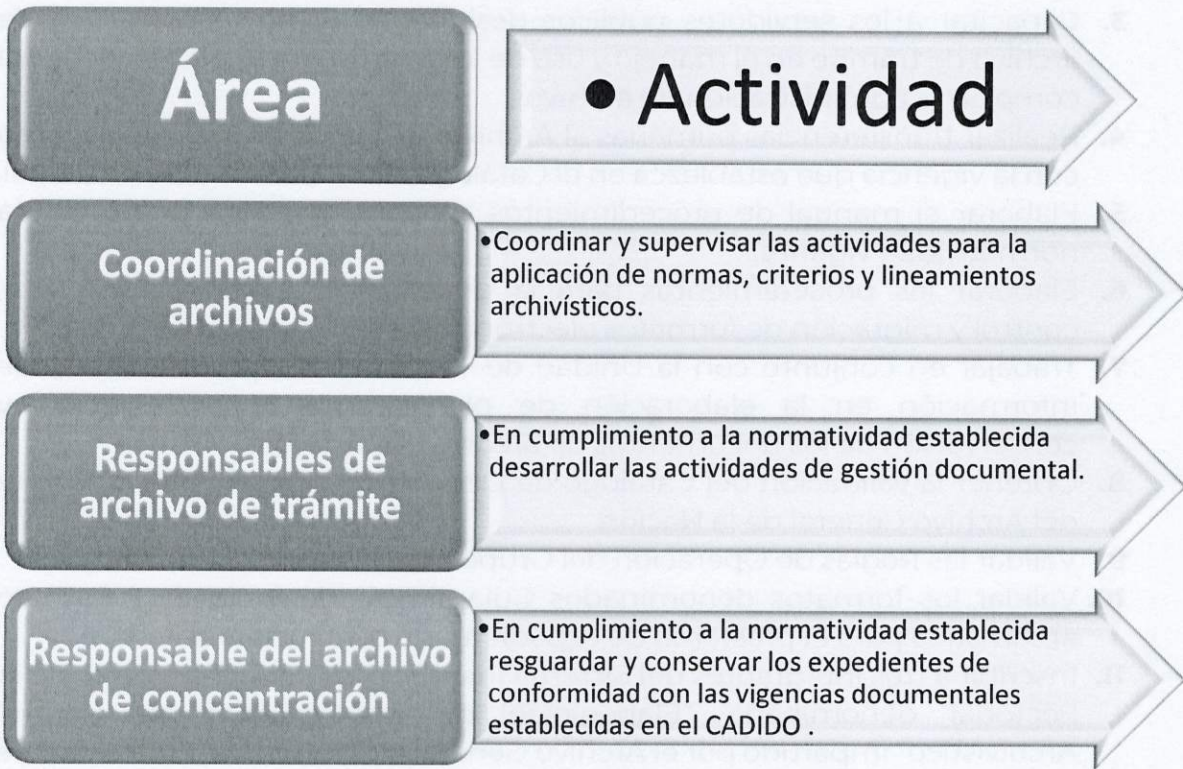 Área
• Actividad
Coordinación de
archivos
•Coordinar y supervisar las actividades para la
aplicación de normas, criterios y lineamientos
archivísticos.
Responsables de
archivo de trámite
•En cumplimiento a la normatividad establecida
desarrollar las actividades de gestión documental.
Responsable del archivo
de concentración
•En cumplimiento a la normatividad establecida
resguardar y conservar los expedientes de
conformidad con las vigencias documentales
establecidas en el CADIDO .